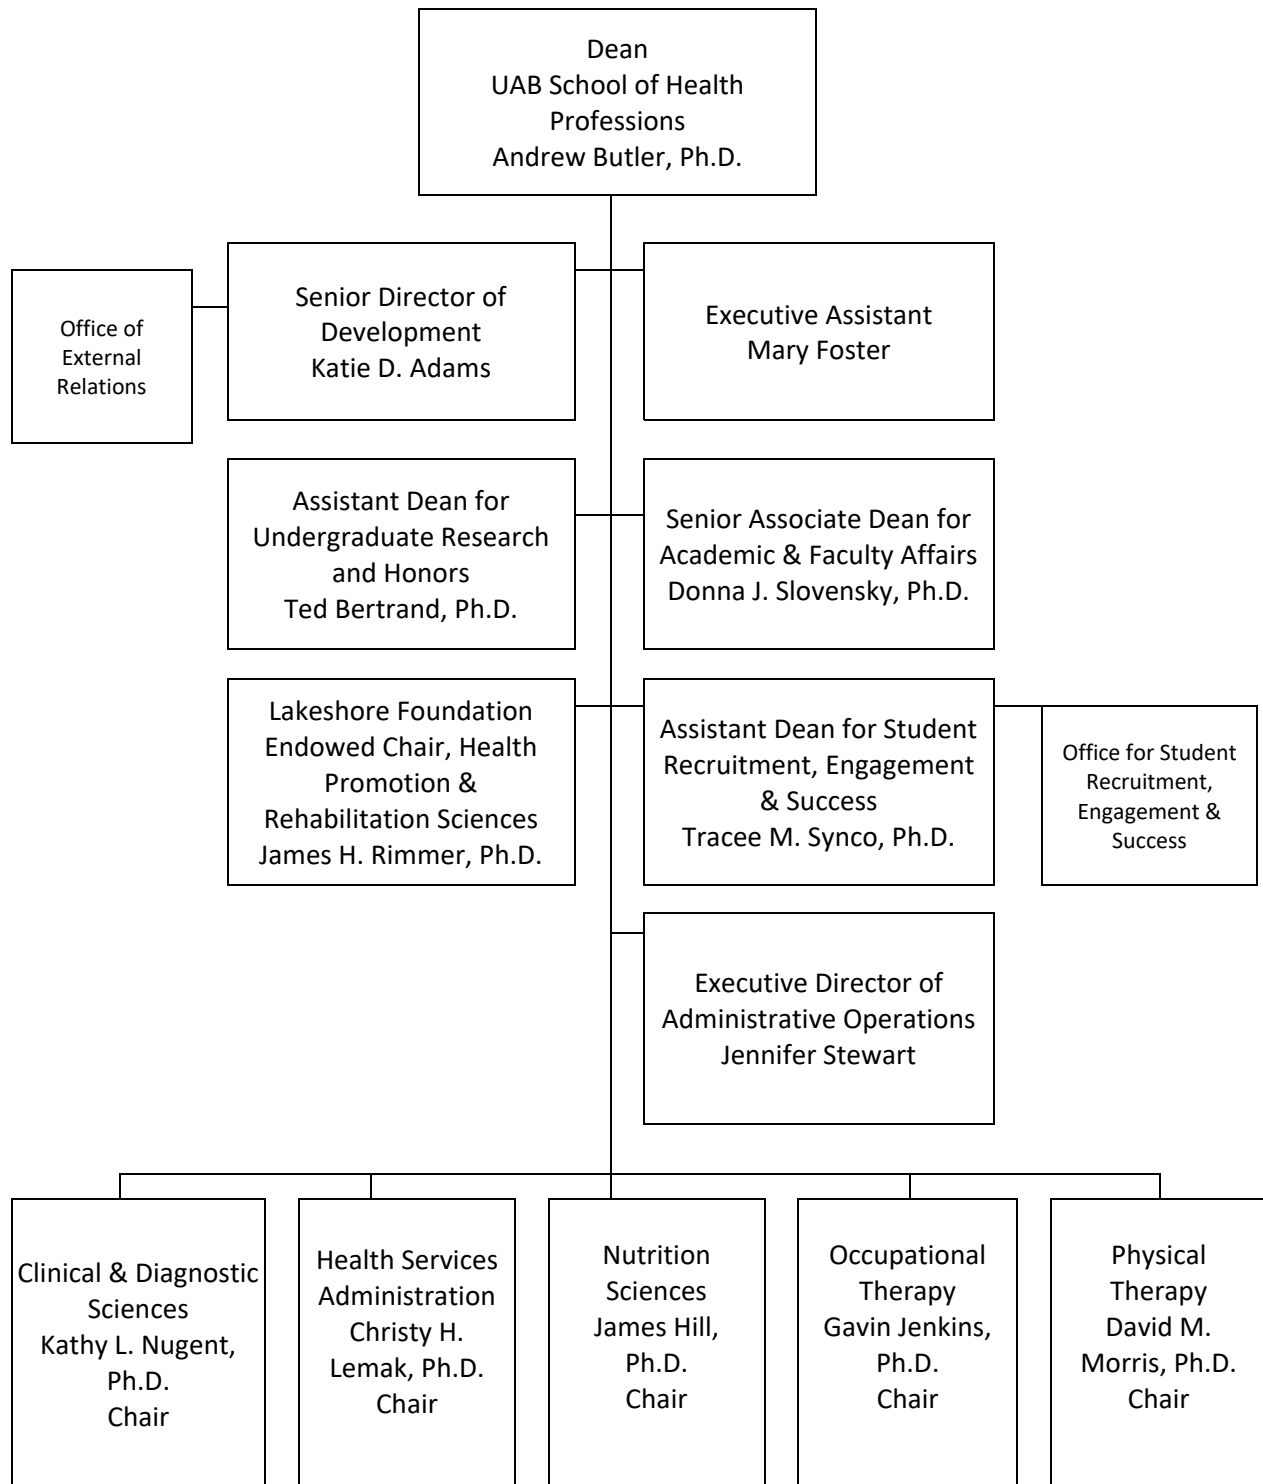 Dean
UAB School of Health
Professions
Andrew Butler, Ph.D.
Office of
External
Relations
Senior Director of
Development
Katie D. Adams
Executive Assistant
Mary Foster
Assistant Dean for
Undergraduate Research
and Honors
Ted Bertrand, Ph.D.
Senior Associate Dean for
Academic & Faculty Affairs
Donna J. Slovensky, Ph.D.
Lakeshore Foundation
Endowed Chair, Health
Promotion &
Rehabilitation Sciences
James H. Rimmer, Ph.D.
Assistant Dean for Student
Recruitment, Engagement
& Success
Tracee M. Synco, Ph.D.
Office for Student
Recruitment,
Engagement &
Success
Executive Director of
Administrative Operations
Jennifer Stewart
Clinical & Diagnostic
Sciences
Kathy L. Nugent,
Ph.D.
Chair
Health Services
Administration
Christy H.
Lemak, Ph.D.
Chair
Nutrition
Sciences
James Hill,
Ph.D.
Chair
Occupational
Therapy
Gavin Jenkins,
Ph.D.
Chair
Physical
Therapy
David M.
Morris, Ph.D.
Chair